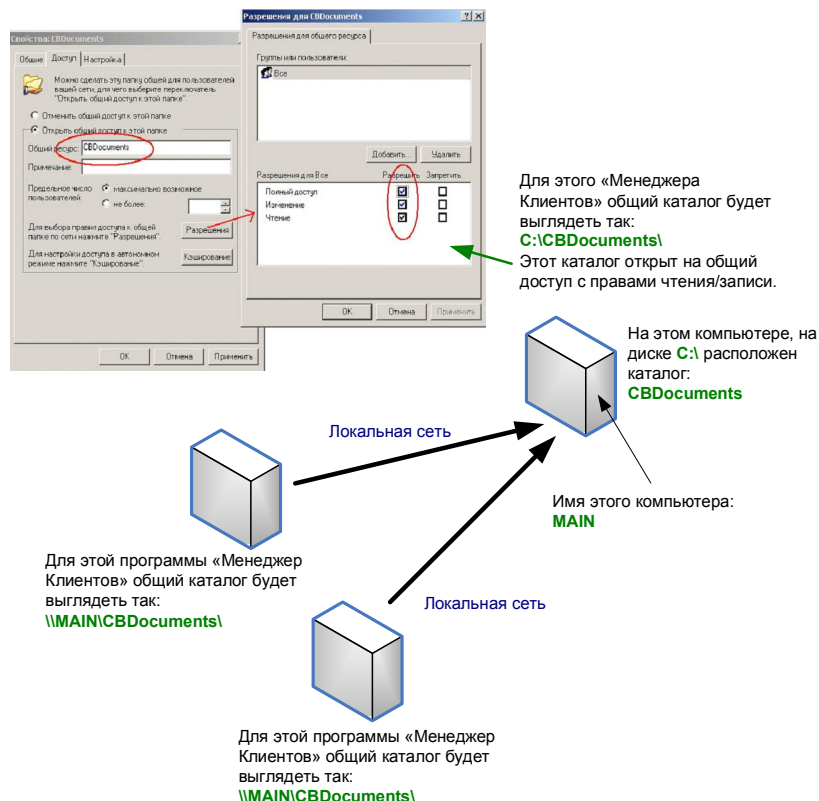 Свойства: CBDocuments
Общие Доступ Настройка
Можно сделать эту папку общей для пользователей
вашей сети, для чего выберите переключатель
"Открыть общий доступ к этой папке".
Отменить общий доступ к этой папке
Открыть общий доступ к этой папке
Общий ресурс: CBDocuments
Примечание:
Предельное число максимально возможное
пользователей: не более:
Для выбора правил доступа к общей
папке по сети нажмите "Разрешения". Разрешения
Для настройки доступа в автономном
режиме нажмите "Кэширование". Кэширование
OK Отмена Применить
Разрешения для CBDocuments
Разрешения для общего ресурса
Группы или пользователи:
Все
Добавить... Удалить
Разрешения для Все Разрешить Запретить
Полный доступ
Изменение
Чтение
OK Отмена Применить
Для этого «Менеджера
Клиентов» общий каталог будет
выглядеть так:
C:\CBDocuments\
Этот каталог открыт на общий
доступ с правами чтения/записи.
На этом компьютере, на
диске C:\ расположен
каталог:
CBDocuments
Локальная сеть
Имя этого компьютера:
MAIN
Для этой программы «Менеджер
Клиентов» общий каталог будет
выглядеть так:
\\MAIN\CBDocuments\
Локальная сеть
Для этой программы «Менеджер
Клиентов» общий каталог будет
выглядеть так:
\\MAIN\CBDocuments\